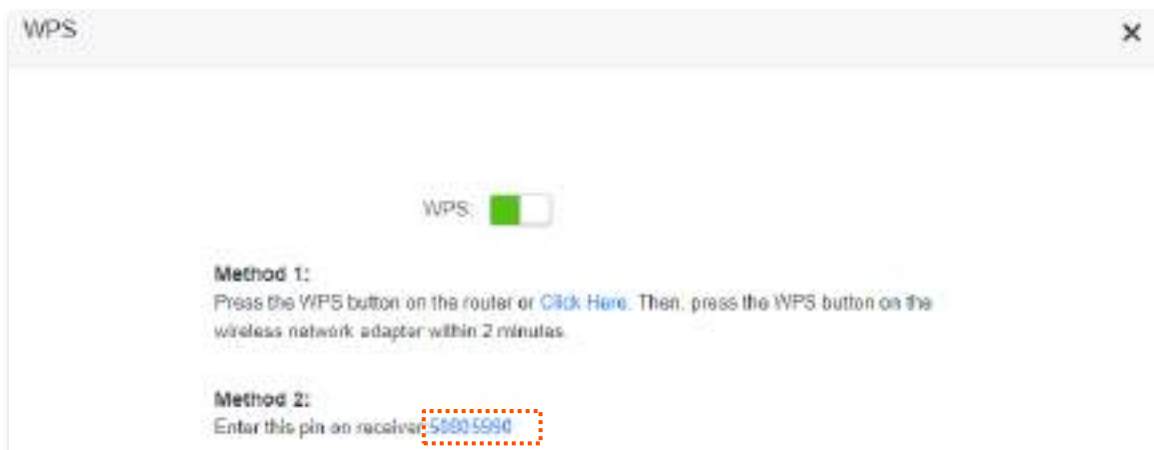 WPS
WPS:
Method 1:
Press the WPS button on the router or Click Here. Then, press the WPS button on the
wireless network adapter within 2 minutes.
Method 2:
Enter this pin on receiver: